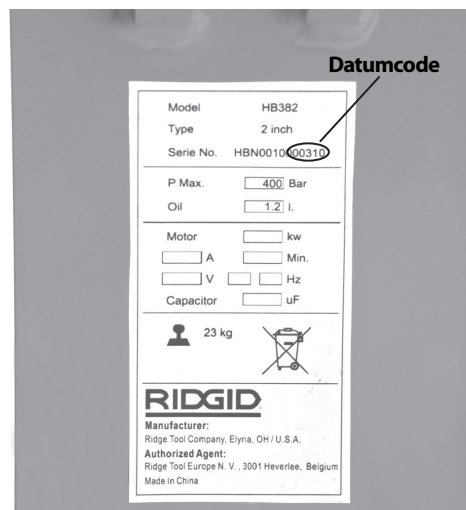 Datumcode
Model HB382
Type 2 inch
Serie No. HBN0010000310
P Max. 400 Bar
Oil 1.2 l.
Motor kw
A Min.
V Hz
Capacitor uF
23 kg
RIDGID
Manufacturer:
Ridge Tool Company, Elyria, OH / U.S.A.
Authorized Agent:
Ridge Tool Europe N. V. , 3001 Heverlee, Belgium
Made In China